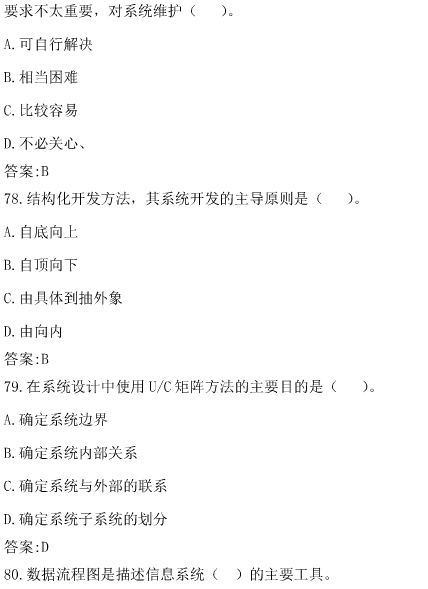 要求不太重要，对系统维护（　　）。
A.可自行解决
B.相当困难
C.比较容易
D.不必关心、
答案:B
78.结构化开发方法，其系统开发的主导原则是（　　）。
A.自底向上
B.自顶向下
C.由具体到抽外象
D.由向内
答案:B
79.在系统设计中使用 U/C 矩阵方法的主要目的是（　　）。
A.确定系统边界
B.确定系统内部关系
C.确定系统与外部的联系
D.确定系统子系统的划分
答案:D
80.数据流程图是描述信息系统（　）的主要工具。